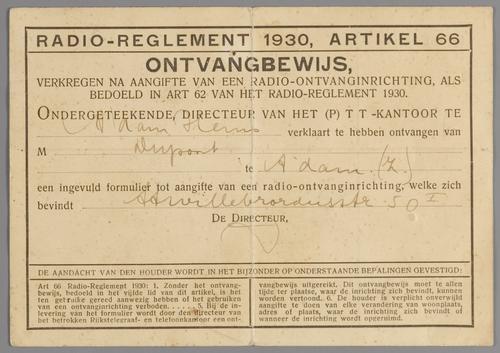 RADIO-REGLEMENT 1930, ARTIKEL 66
ONTVANGBEWIJS,
VERKREGEN NA AANGIFTE VAN EEN RADIO-ONTVANGINRICHTING, ALS
BEDOELD IN ART 62 VAN HET RADIO-REGLEMENT 1930.
ONDERGETEEKENDE, DIRECTEUR VAN HET (P) T T -KANTOOR TE
A'dam verklaart te hebben ontvangen van
M Dupont
te A'dam (Z.)
een ingevuld formulier tot aangifte van een radio-ontvanginrichting, welke zich
bevindt Willebrordusstr 50 I
DE DIRECTEUR,
DE AANDACHT VAN DEN HOUDER WORDT IN HET BIJZONDER OP ONDERSTAANDE BEPALINGEN GEVESTIGD:
Art 66 Radio-Reglement 1930: 1. Zonder het ontvang-
bewijs, bedoeld in het vijfde lid van dit artikel, is het
ten gebruike gereed aanwezig hebben of het gebruiken
van een ontvanginrichting verboden. .... 5. Bij de in-
levering van het formulier wordt door den directeur van
het betrokken Rijkstelegraaf- en telefoonkantoor een ont-
vangbewijs uitgereikt. Dit ontvangbewijs moet te allen
tijde ter plaatse, waar de inrichting zich bevindt, kunnen
worden vertoond. 6. De houder is verplicht onverwijld
aangifte te doen van elke verandering van woonplaats,
adres of plaats, waar de inrichting zich bevindt of
wanneer de inrichting wordt opgeruimd.